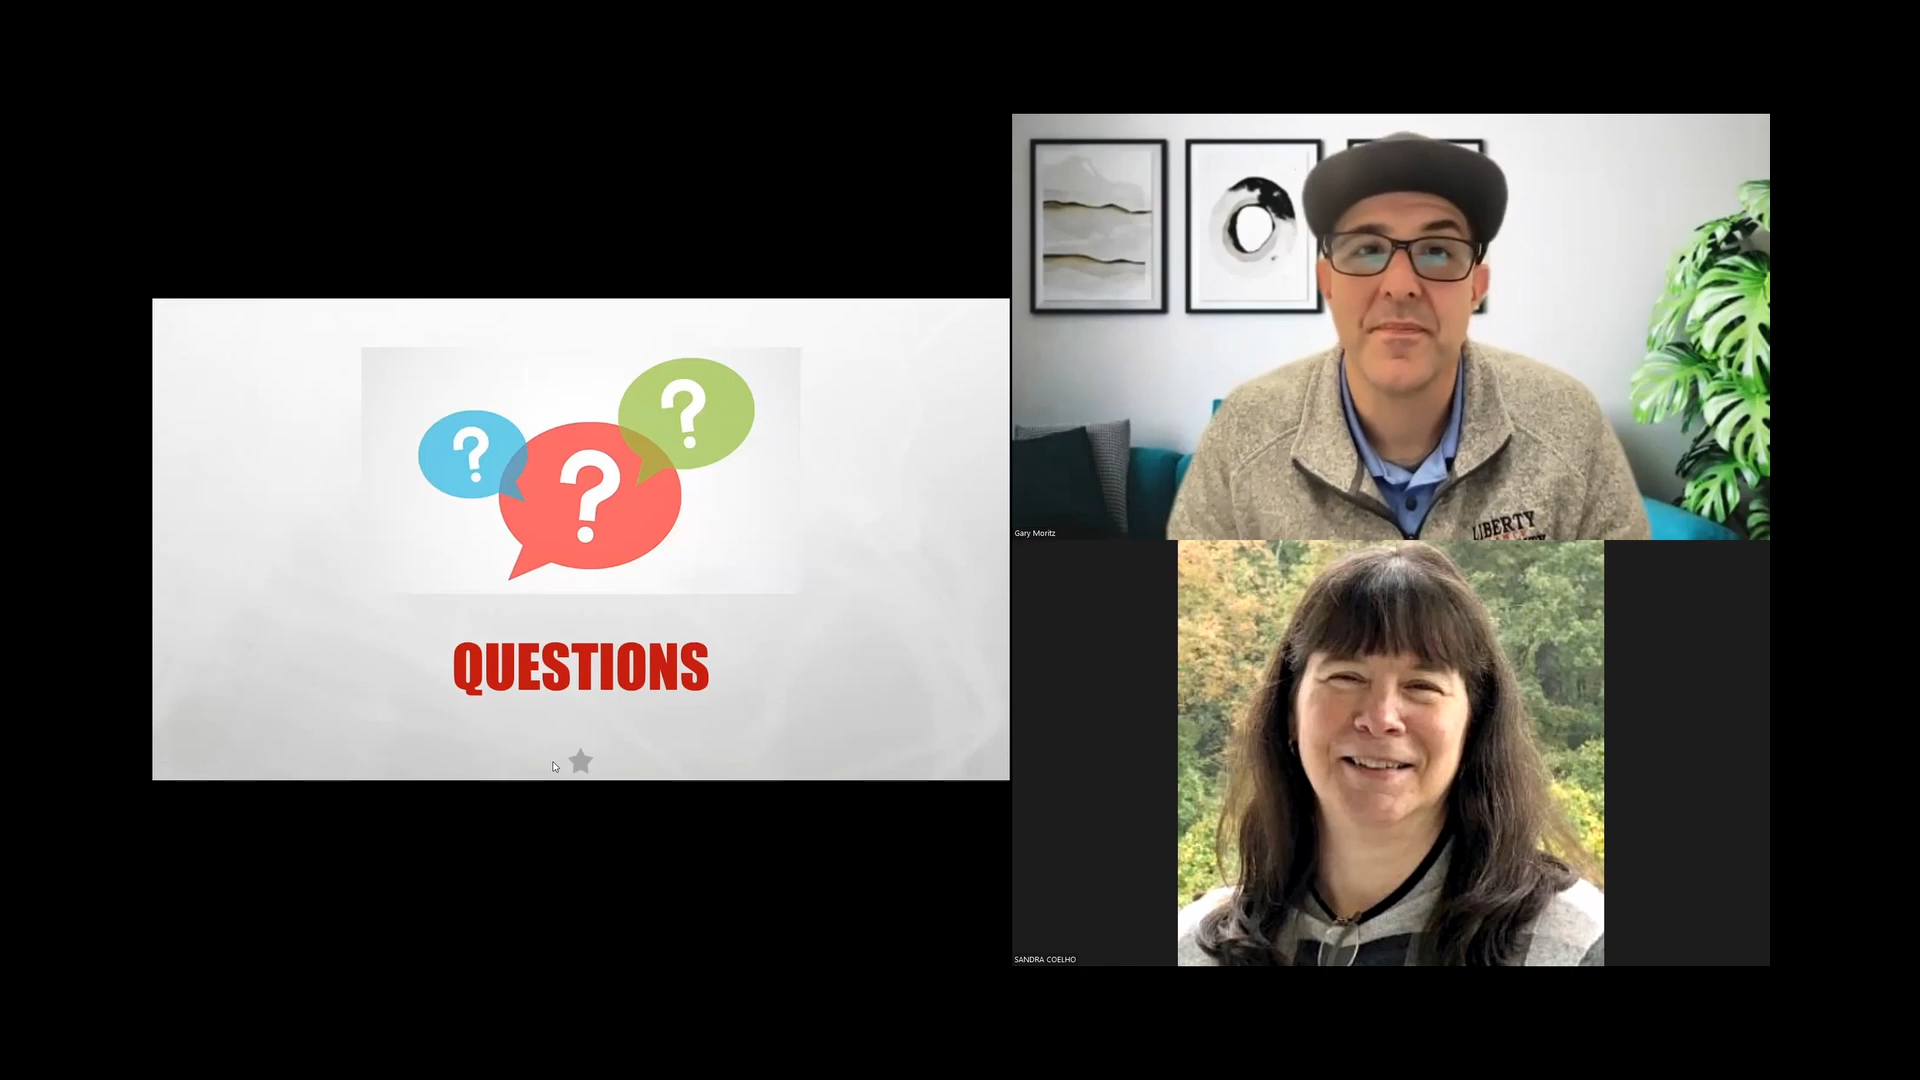 ?
?
?
QUESTIONS
LIBERTY
Gary Moritz
SANDRA COELHO